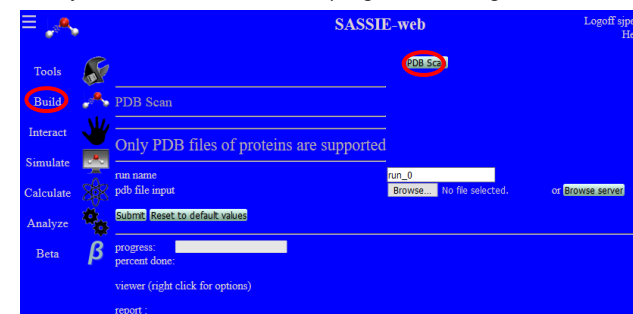 SASSIE-web
Logoff sjpe
He
PDB Scan
Tools
Build
PDB Scan
Interact
Only PDB files of proteins are supported
Simulate
run name
run_0
Calculate
pdb file input
Browse... No file selected. or Browse server
Submit Reset to default values
Analyze
Beta
β
progress:
percent done:
viewer (right click for options)
report :